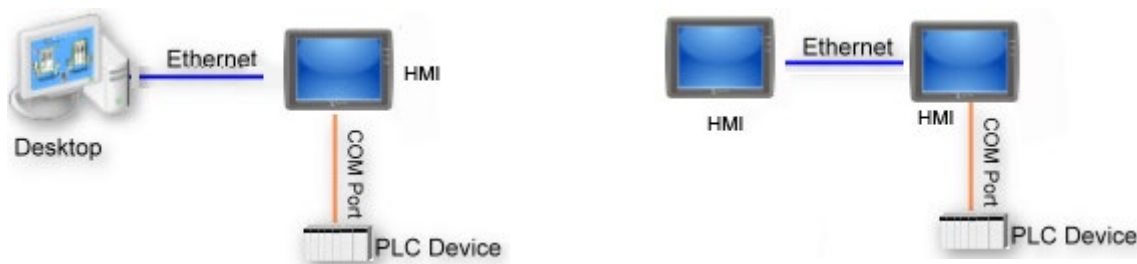 Ethernet
HMI
Desktop
COM Port
PLC Device
Ethernet
HMI
HMI
COM Port
PLC Device